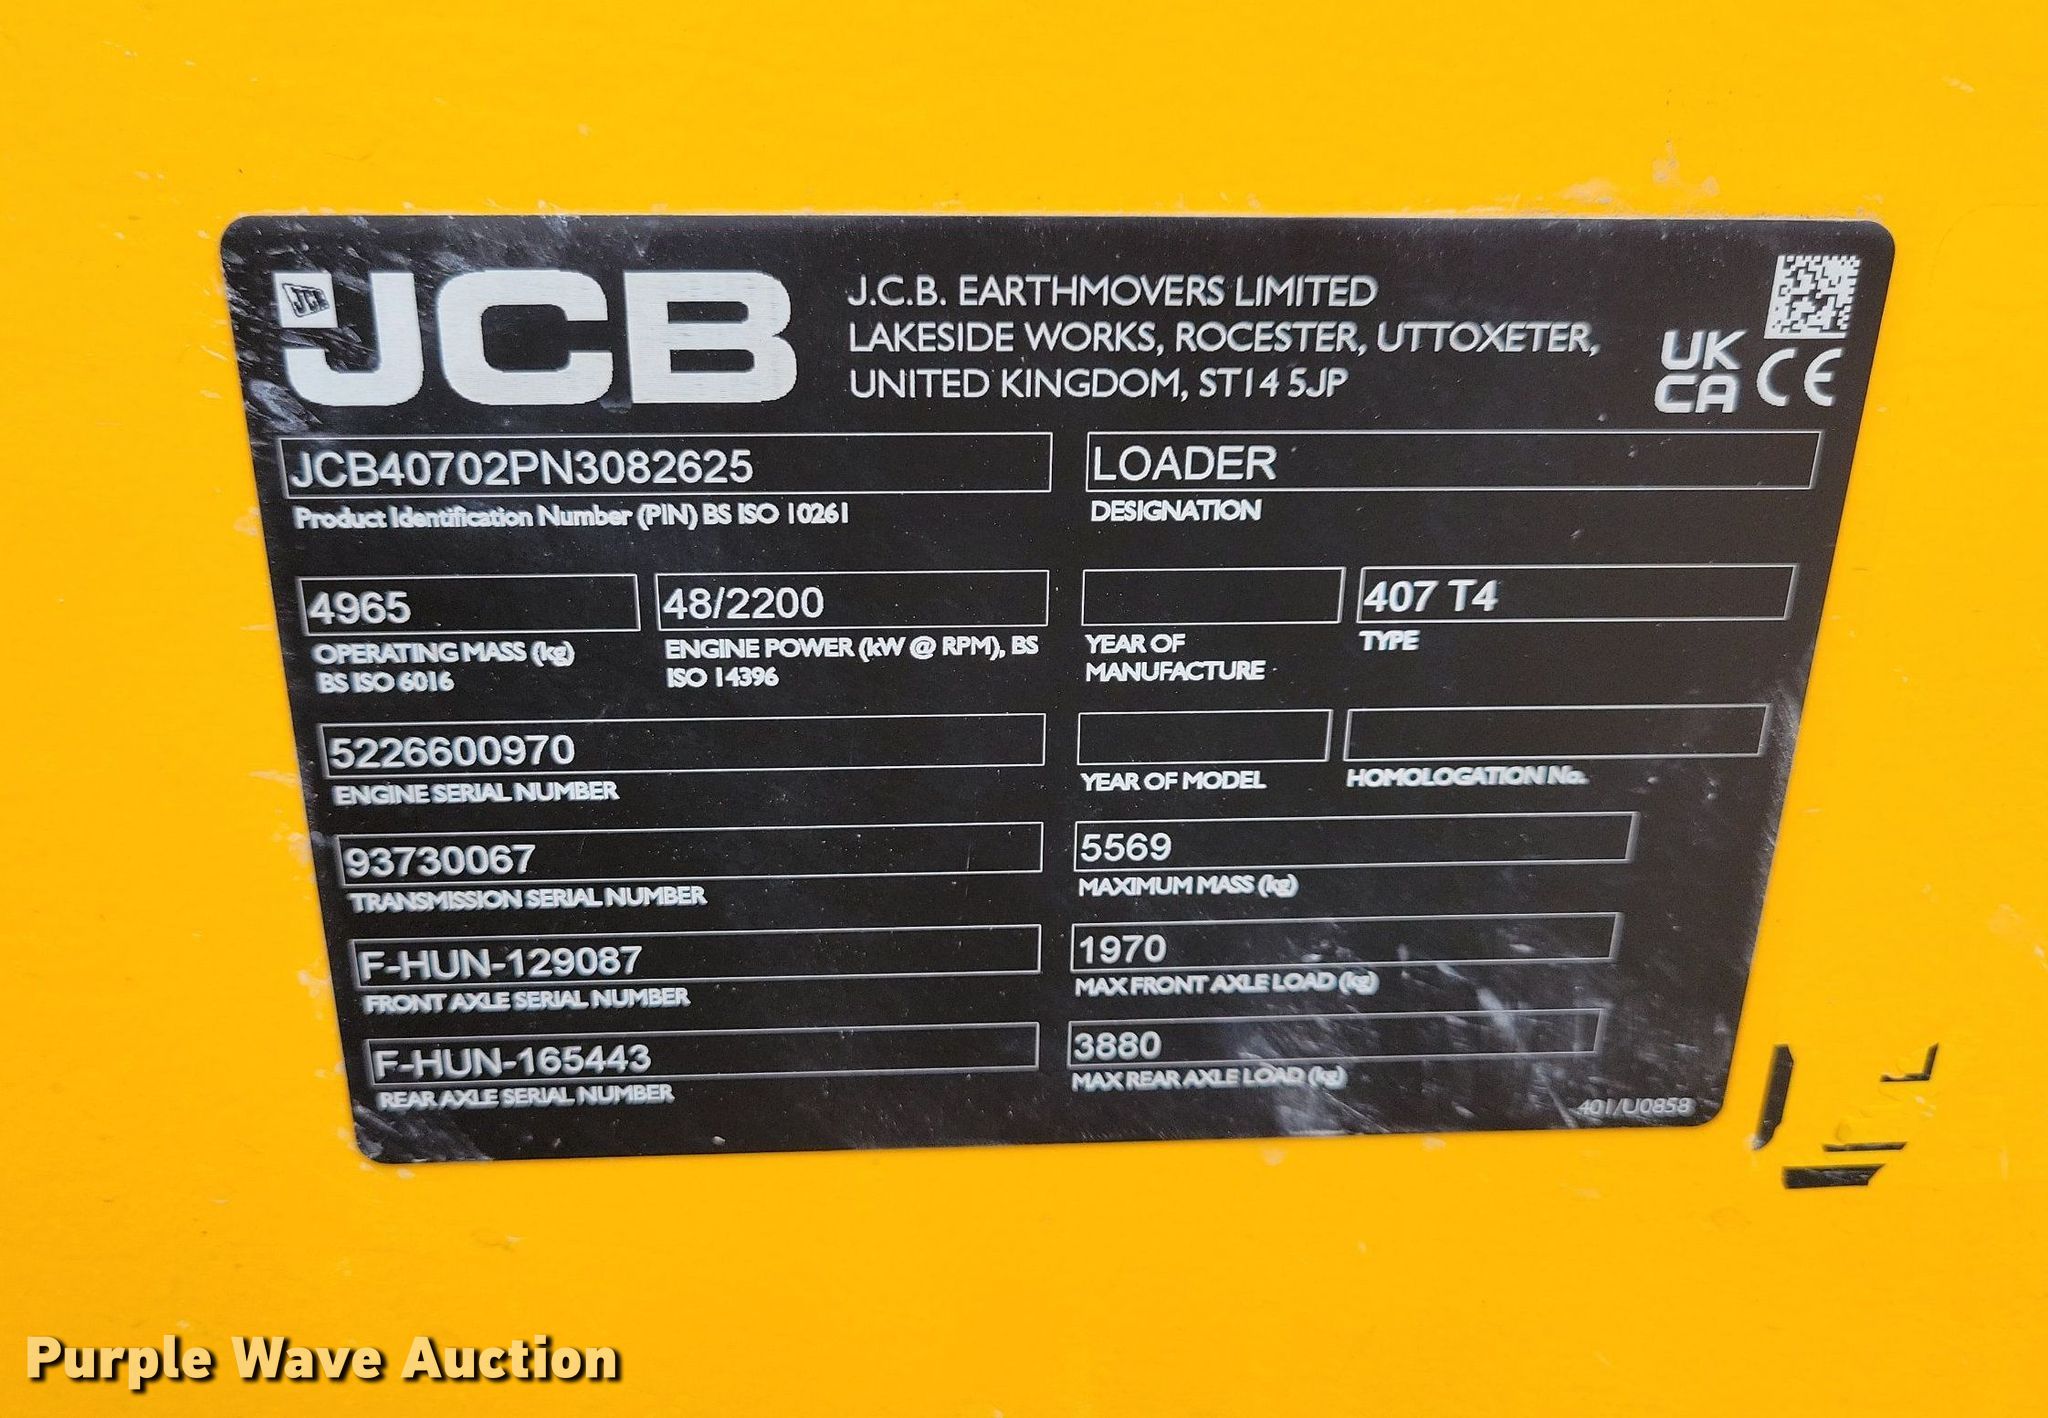 JCB
J.C.B. EARTHMOVERS LIMITED
LAKESIDE WORKS, ROCESTER, UTTOXETER,
UNITED KINGDOM, ST14 5JP
UK
CA CE
JCB40702PN3082625
Product Identification Number (PIN) BS ISO 10261
LOADER
DESIGNATION
4965
OPERATING MASS (kg)
BS ISO 6016
48/2200
ENGINE POWER (kW @ RPM), BS
ISO 14396
YEAR OF
MANUFACTURE
407 T4
TYPE
5226600970
ENGINE SERIAL NUMBER
YEAR OF MODEL
HOMOLOGATION No.
93730067
TRANSMISSION SERIAL NUMBER
5569
MAXIMUM MASS (kg)
F-HUN-129087
FRONT AXLE SERIAL NUMBER
1970
MAX FRONT AXLE LOAD (kg)
F-HUN-165443
REAR AXLE SERIAL NUMBER
3880
MAX REAR AXLE LOAD (kg)
401/U0858
Purple Wave Auction